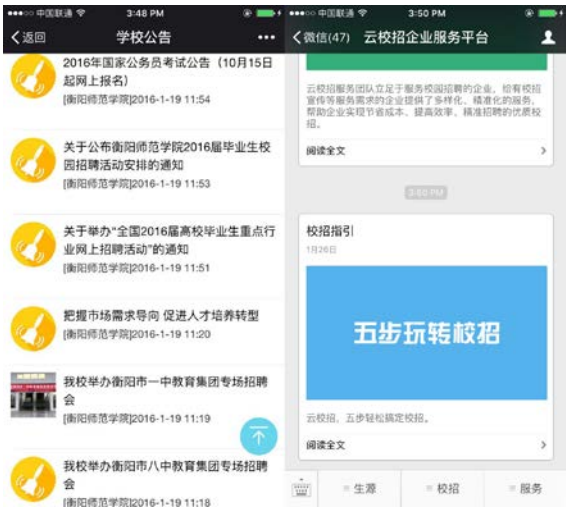 中国联通
3:48 PM
返回
学校公告
2016年国家公务员考试公告（10月15日
起网上报名）
[衡阳师范学院]2016-1-19 11:54
关于公布衡阳师范学院2016届毕业生校
园招聘活动安排的通知
[衡阳师范学院]2016-1-19 11:53
关于举办“全国2016届高校毕业生重点行
业网上招聘活动”的通知
[衡阳师范学院]2016-1-19 11:51
把握市场需求导向 促进人才培养转型
[衡阳师范学院]2016-1-19 11:20
我校举办衡阳市一中教育集团专场招聘
会
[衡阳师范学院]2016-1-19 11:19
我校举办衡阳市八中教育集团专场招聘
会
[衡阳师范学院]2016-1-19 11:18
中国联通
3:50 PM
微信(47)
云校招企业服务平台
云校招服务团队立足于服务校园招聘的企业，给有校招
宣传等服务需求的企业提供了多样化、精准化的服务，
帮助企业实现节省成本、提高效率、精准招聘的优质校
招。
阅读全文
3:50 PM
校招指引
1月26日
五步玩转校招
云校招，五步轻松搞定校招。
阅读全文
生源
校招
服务